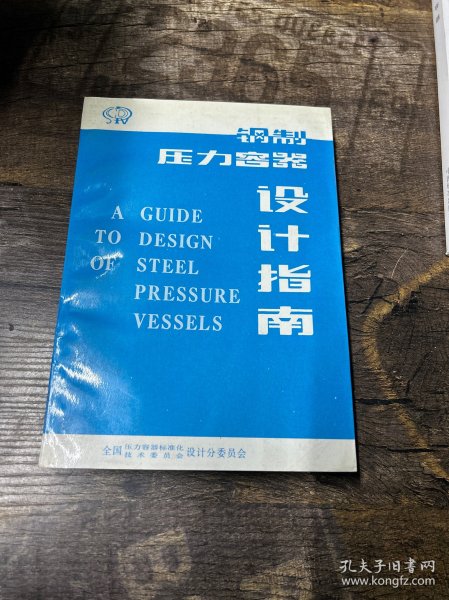 钢制
压力容器
设计指南
A GUIDE
TO DESIGN
OF STEEL
PRESSURE
VESSELS
全国压力容器标准化技术委员会设计分委员会
孔夫子旧书网
www.kongfz.com